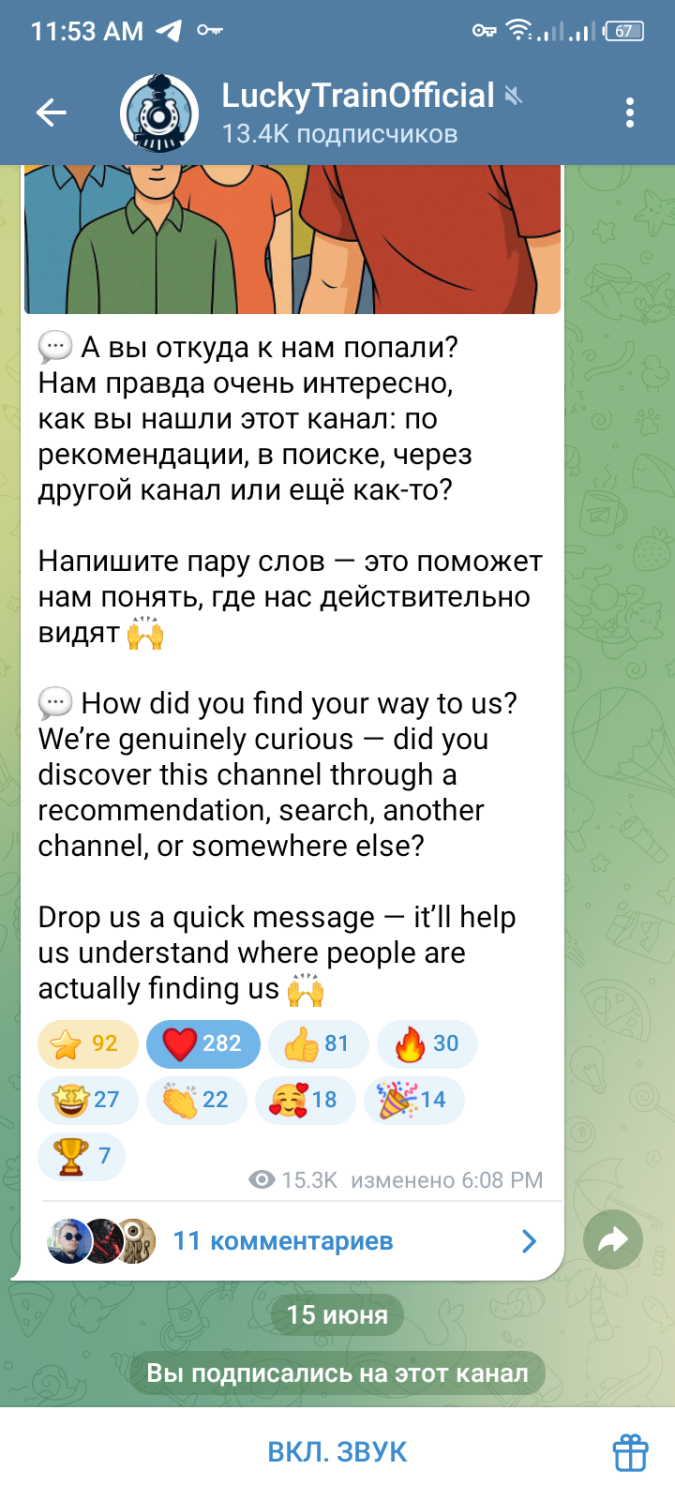 11:53 AM
67
LuckyTrainOfficial
13.4K подписчиков
А вы откуда к нам попали?
Нам правда очень интересно,
как вы нашли этот канал: по
рекомендации, в поиске, через
другой канал или ещё как-то?
Напишите пару слов — это поможет
нам понять, где нас действительно
видят 🙌
💬 How did you find your way to us?
We’re genuinely curious — did you
discover this channel through a
recommendation, search, another
channel, or somewhere else?
Drop us a quick message — it’ll help
us understand where people are
actually finding us 🙌
92 282 81 30
27 22 18 14
7
15.3K изменено 6:08 PM
11 комментариев
15 июня
Вы подписались на этот канал
ВКЛ. ЗВУК